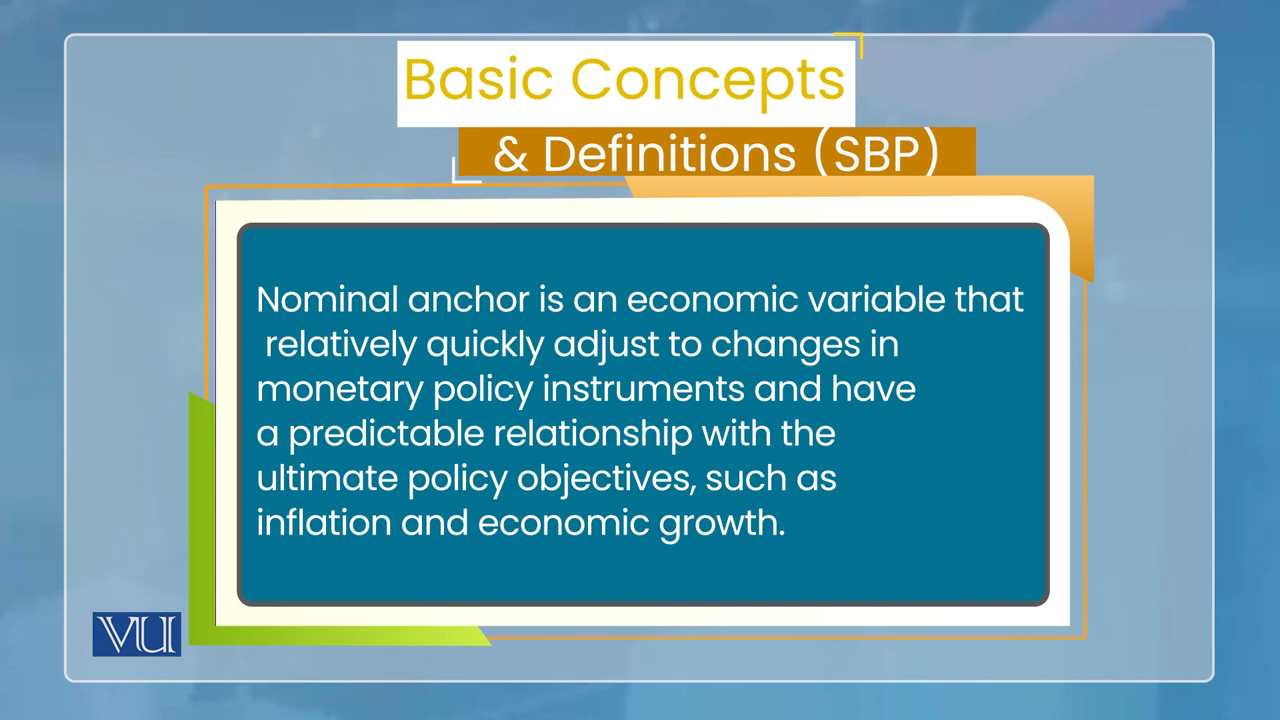 Basic Concepts
& Definitions (SBP)
Nominal anchor is an economic variable that
relatively quickly adjust to changes in
monetary policy instruments and have
a predictable relationship with the
ultimate policy objectives, such as
inflation and economic growth.
VU